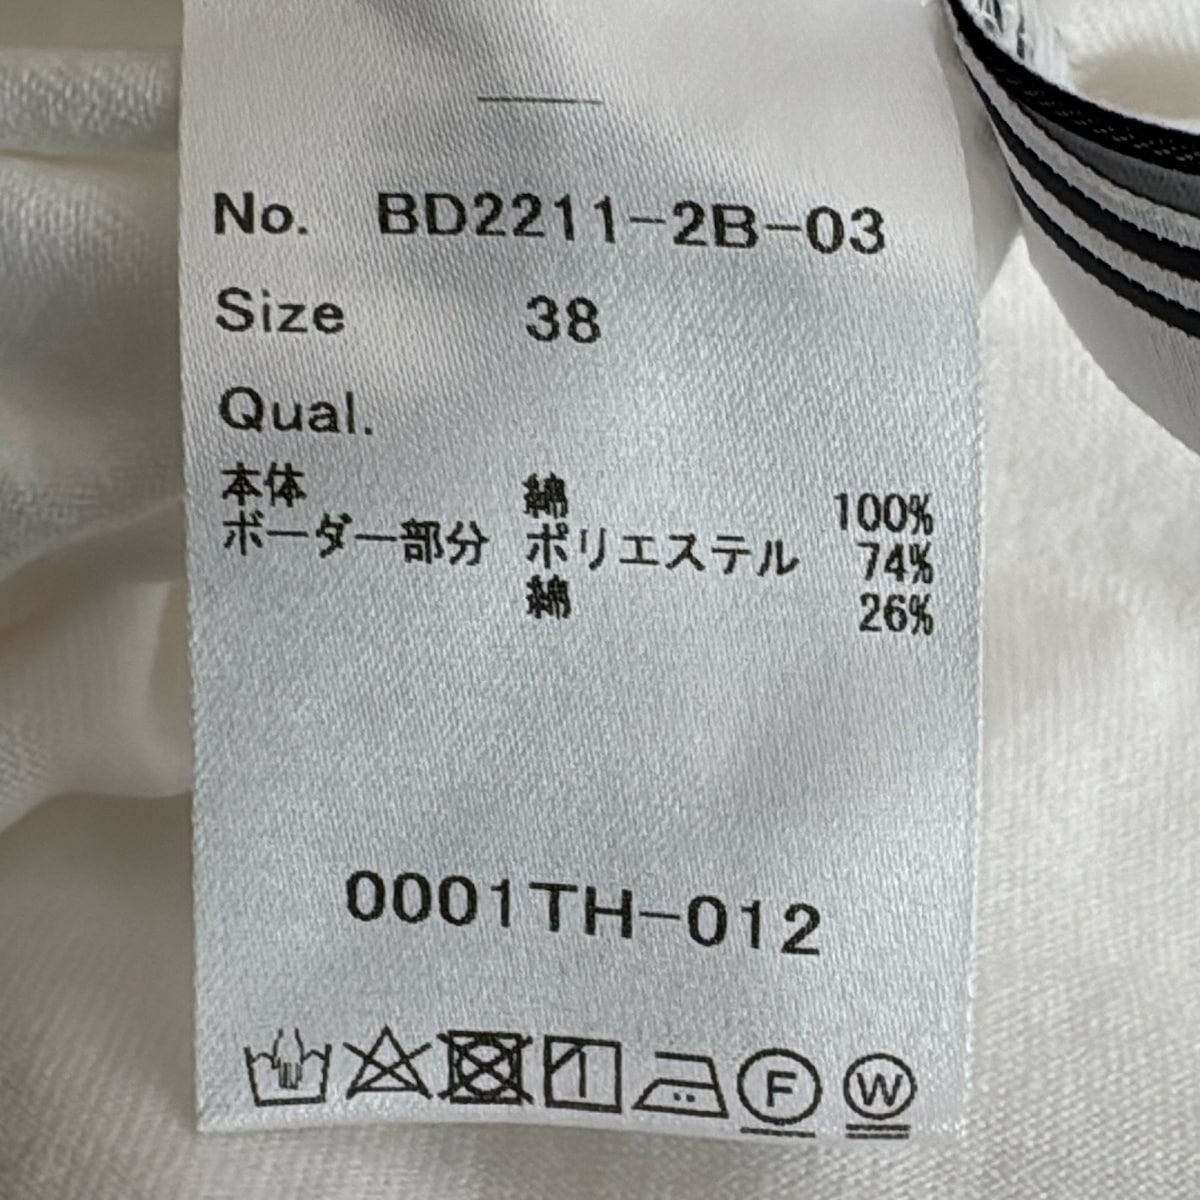 No. BD2211-2B-03
Size 38
Qual.
本体 綿 100%
ボーダー部分 ポリエステル 74%
綿 26%
0001TH-012
F W